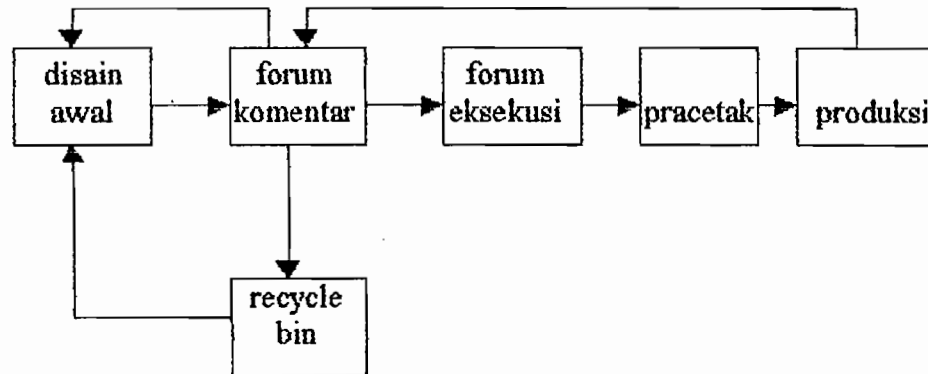 disain
awal
forum
komentar
forum
eksekusi
pracetak
produksi
recycle
bin